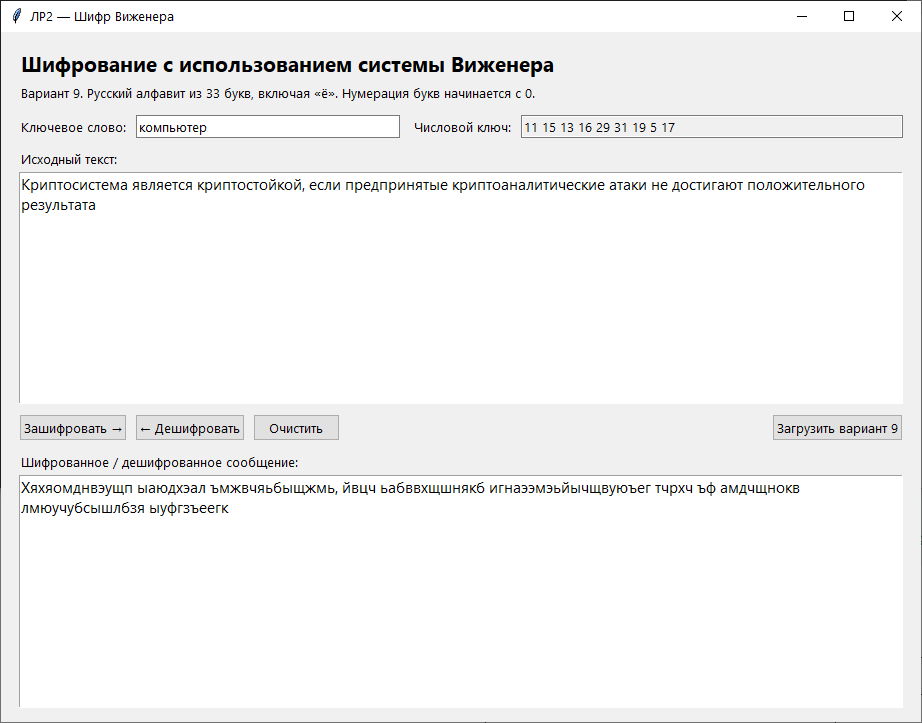 ЛР2 — Шифр Виженера
Шифрование с использованием системы Виженера
Вариант 9. Русский алфавит из 33 букв, включая «ё». Нумерация букв начинается с 0.
Ключевое слово: компьютер Числовой ключ: 11 15 13 16 29 31 19 5 17
Исходный текст:
Криптосистема является криптостойкой, если предпринятые криптоаналитические атаки не достигают положительного
результата
Зашифровать → ← Дешифровать Очистить Загрузить вариант 9
Шифрованное / дешифрованное сообщение:
Хяхяомднвэущп ыаюдхэал ъмжвчяьбыщжмь, йвцч ьабввхщшнякб игнаээмэьйычщвуюъег тчрхч ъф амдчщнокв
лмюучубсышлбзя ыуфгзъеегк